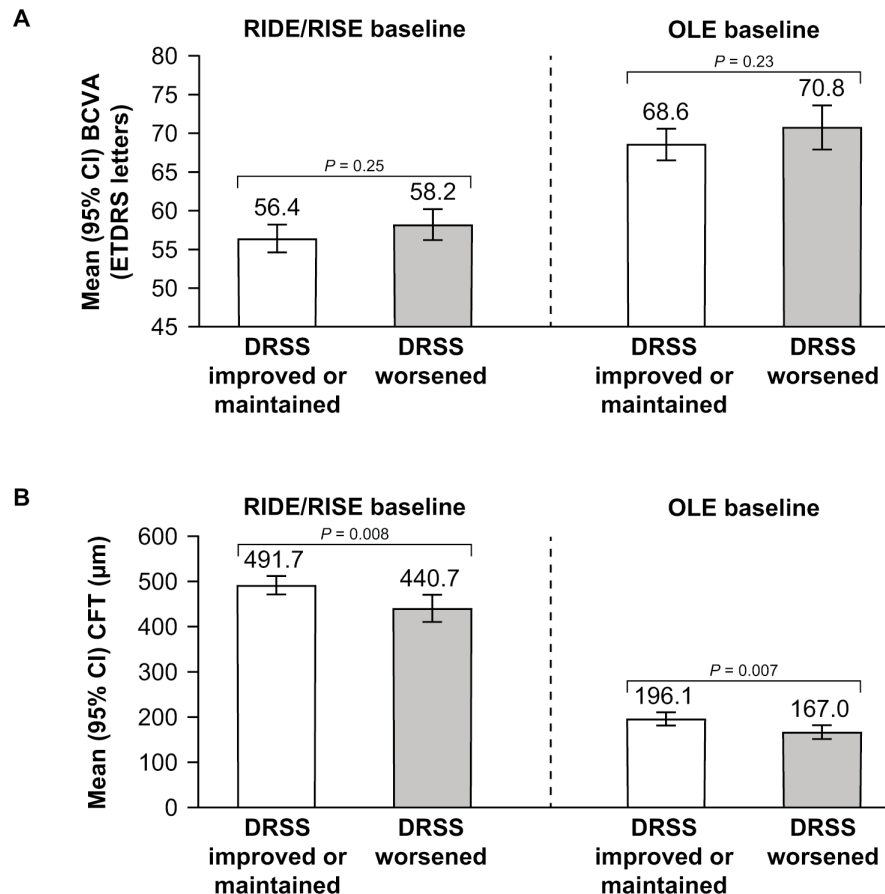 A
RIDE/RISE baseline
OLE baseline
Mean (95% CI) BCVA
(ETDRS letters)
80
75
70
65
60
55
50
45
P = 0.25
56.4
58.2
P = 0.23
68.6
70.8
DRSS
improved or
maintained
DRSS
worsened
DRSS
improved or
maintained
DRSS
worsened
B
RIDE/RISE baseline
OLE baseline
Mean (95% CI) CFT (µm)
600
500
400
300
200
100
0
P = 0.008
491.7
440.7
P = 0.007
196.1
167.0
DRSS
improved or
maintained
DRSS
worsened
DRSS
improved or
maintained
DRSS
worsened